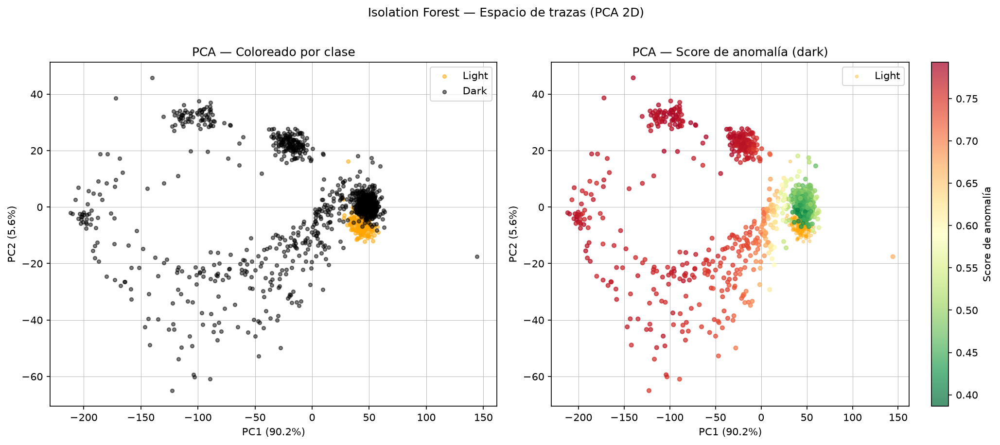 Isolation Forest — Espacio de trazas (PCA 2D)
PCA — Coloreado por clase
Light
Dark
40
20
0
−20
−40
−60
PC2 (5.6%)
−200 −150 −100 −50 0 50 100 150
PC1 (90.2%)
PCA — Score de anomalía (dark)
Light
40
20
0
−20
−40
−60
PC2 (5.6%)
−200 −150 −100 −50 0 50 100 150
PC1 (90.2%)
0.75
0.70
0.65
0.60
0.55
0.50
0.45
0.40
Score de anomalía